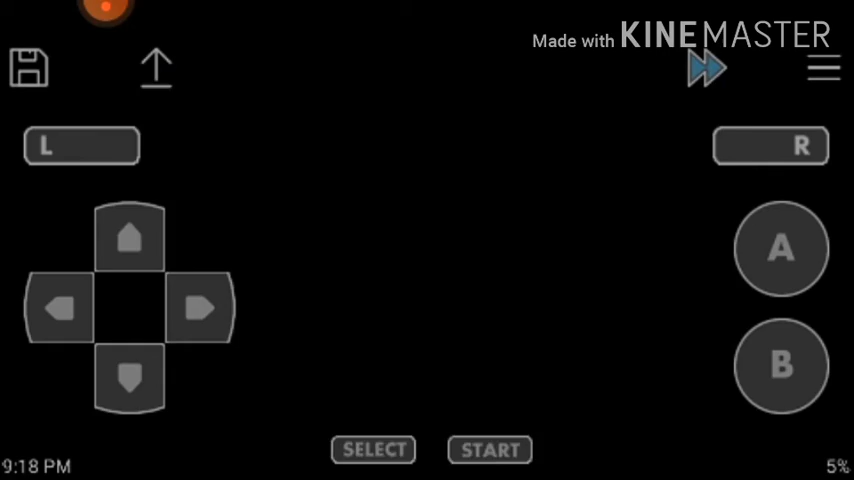 Made with KINEMASTER
L
R
A
B
SELECT
START
9:18 PM
5%